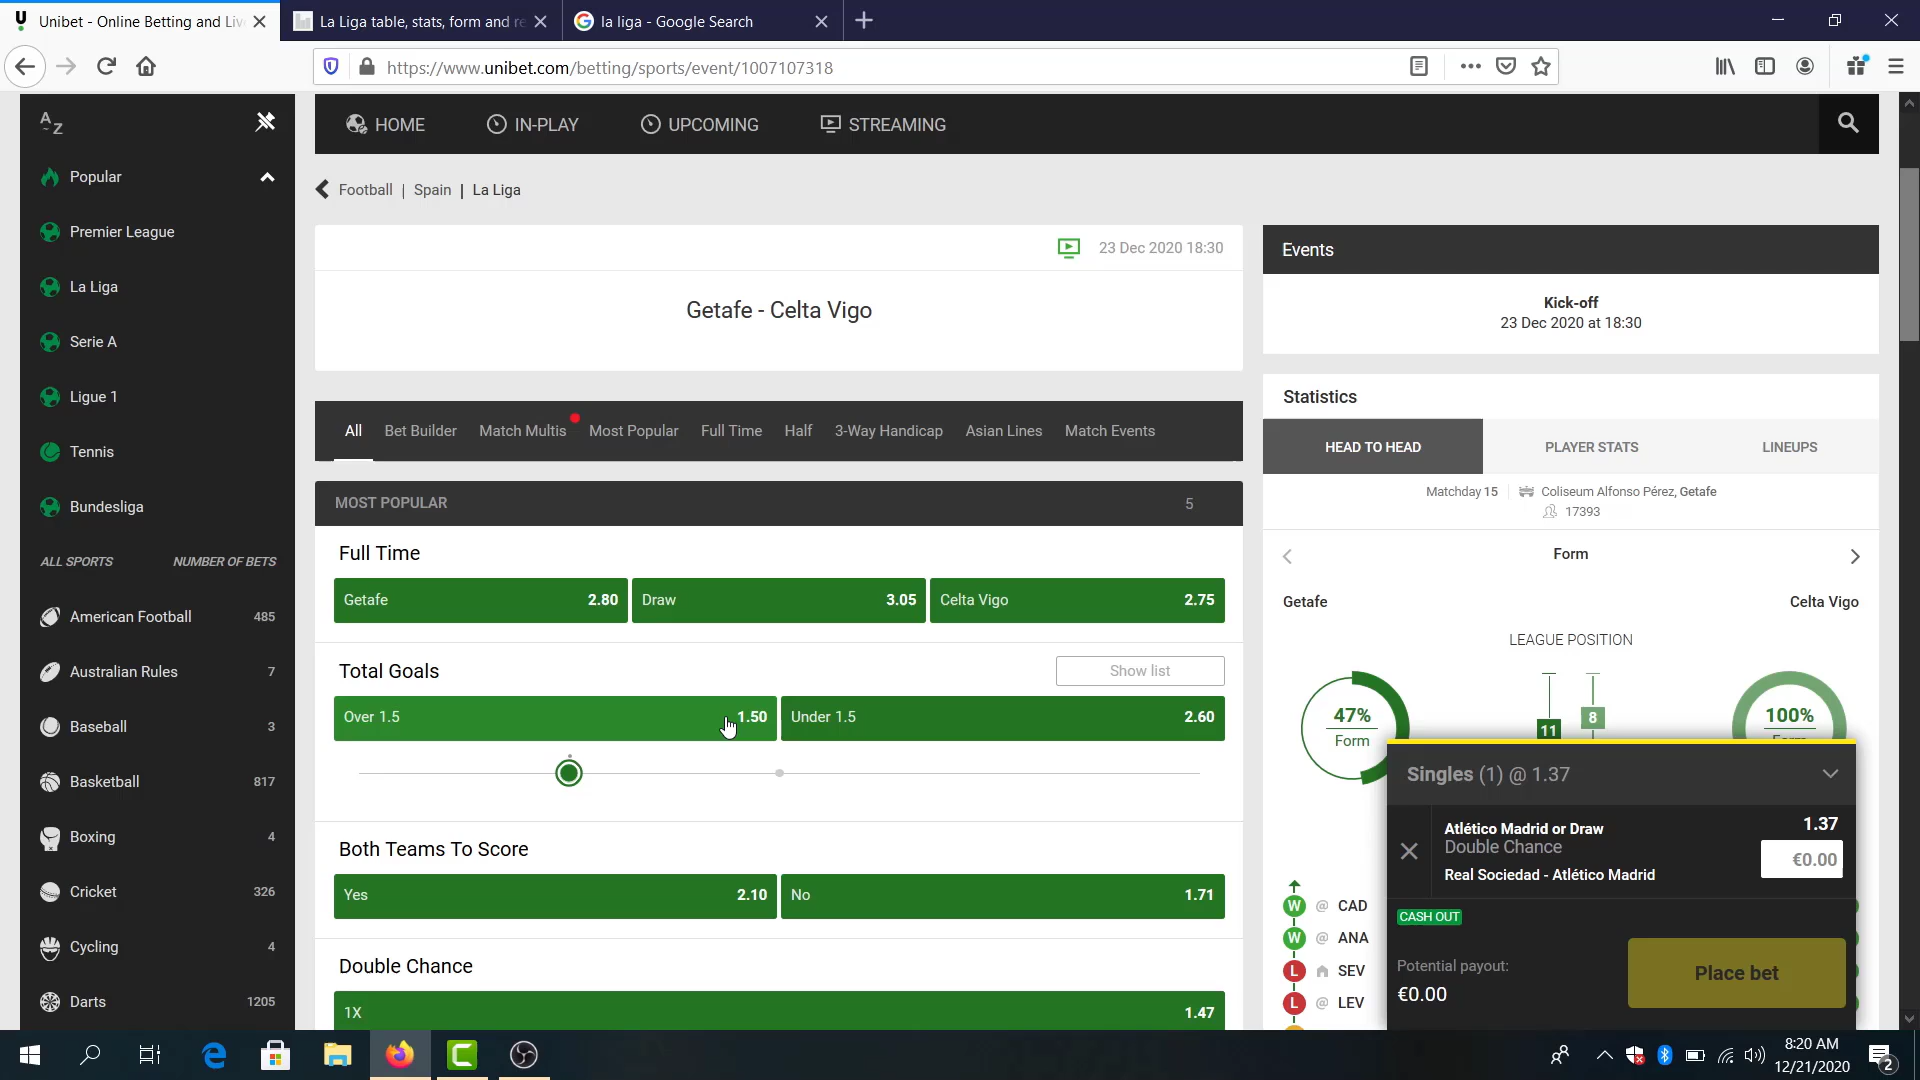 Unibet - Online Betting and Liv
La Liga table, stats, form and re
la liga - Google Search
https://www.unibet.com/betting/sports/event/1007107318
A
Z
HOME
IN-PLAY
UPCOMING
STREAMING
Popular
Premier League
La Liga
Serie A
Ligue 1
Tennis
Bundesliga
ALL SPORTS NUMBER OF BETS
American Football 485
Australian Rules 7
Baseball 3
Basketball 817
Boxing 4
Cricket 326
Cycling 4
Darts 1205
Football | Spain | La Liga
23 Dec 2020 18:30
Getafe - Celta Vigo
All Bet Builder Match Multis Most Popular Full Time Half 3-Way Handicap Asian Lines Match Events
MOST POPULAR 5
Full Time
Getafe 2.80 Draw 3.05 Celta Vigo 2.75
Total Goals Show list
Over 1.5 1.50 Under 1.5 2.60
Both Teams To Score
Yes 2.10 No 1.71
Double Chance
1X 1.47
Events
Kick-off
23 Dec 2020 at 18:30
Statistics
HEAD TO HEAD PLAYER STATS LINEUPS
Matchday 15 Coliseum Alfonso Pérez, Getafe
17393
Form
Getafe Celta Vigo
LEAGUE POSITION
47% Form 11 8 100%
W @ CAD
W @ ANA
L SEV
L @ LEV
Singles (1) @ 1.37
Atlético Madrid or Draw 1.37
Double Chance
€0.00
Real Sociedad - Atlético Madrid
CASH OUT
Potential payout:
€0.00
Place bet
8:20 AM
12/21/2020
2